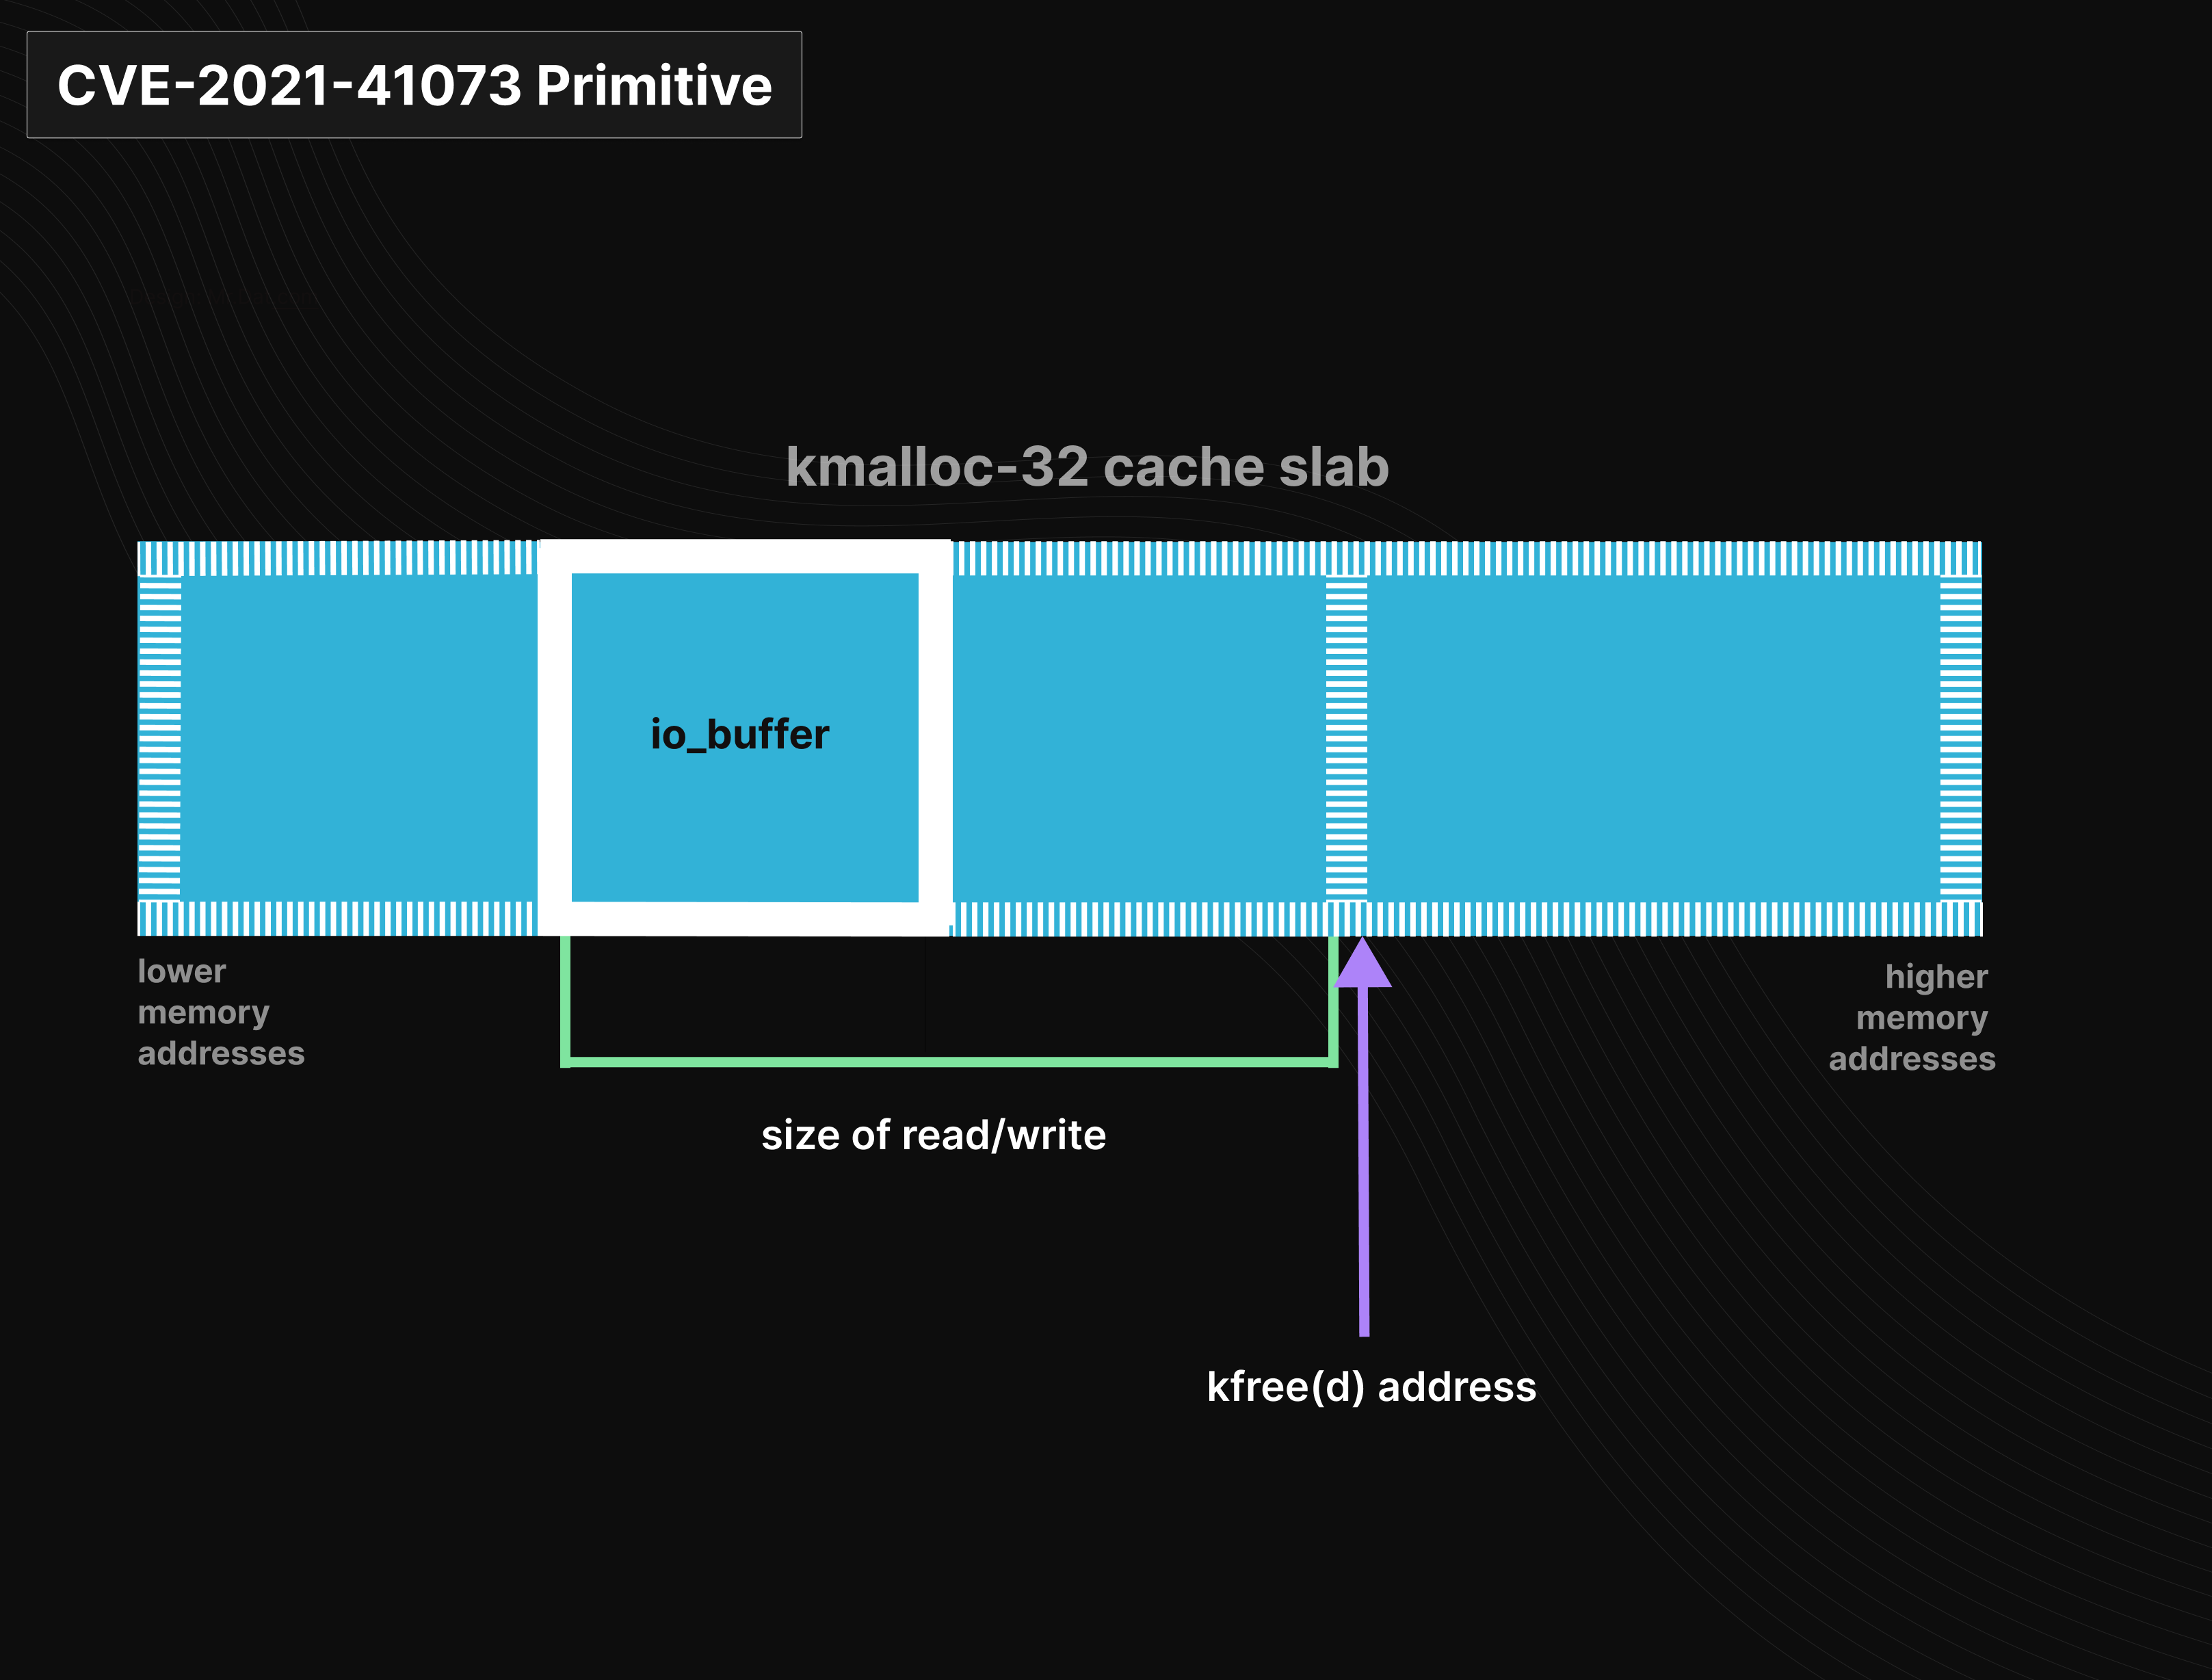 CVE-2021-41073 Primitive
kmalloc-32 cache slab
io_buffer
lower
memory
addresses
higher
memory
addresses
size of read/write
kfree(d) address